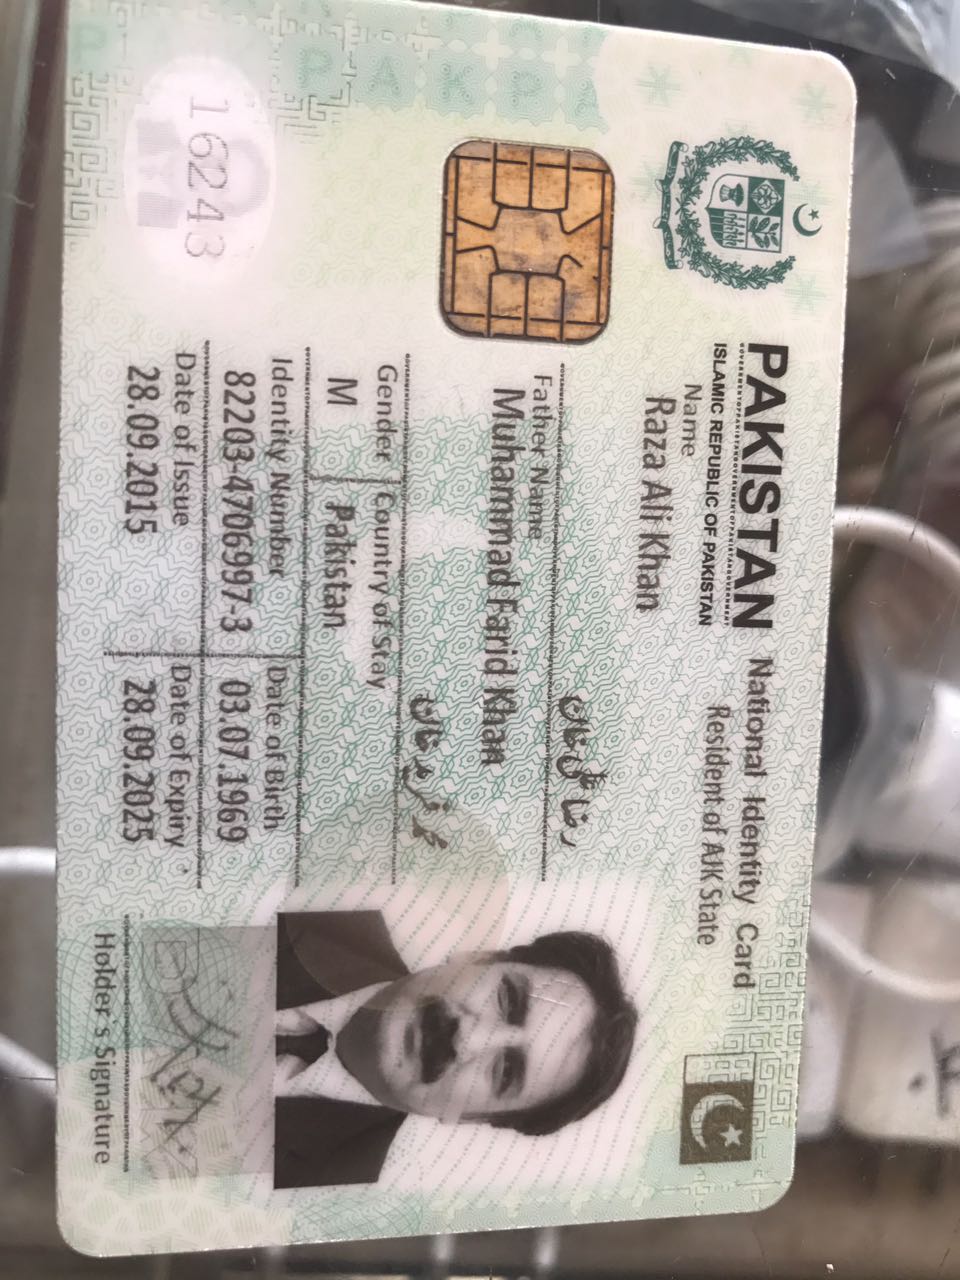 PAKISTAN National Identity Card
ISLAMIC REPUBLIC OF PAKISTAN Resident of AJK State
Name
Raza Ali Khan
رضا علی خان
Father Name
Muhammad Farid Khan
محمد فرید خان
Gender Country of Stay
M Pakistan
Identity Number Date of Birth
82203-4706997-3 03.07.1969
Date of Issue Date of Expiry
28.09.2015 28.09.2025
Holder's Signature
16243